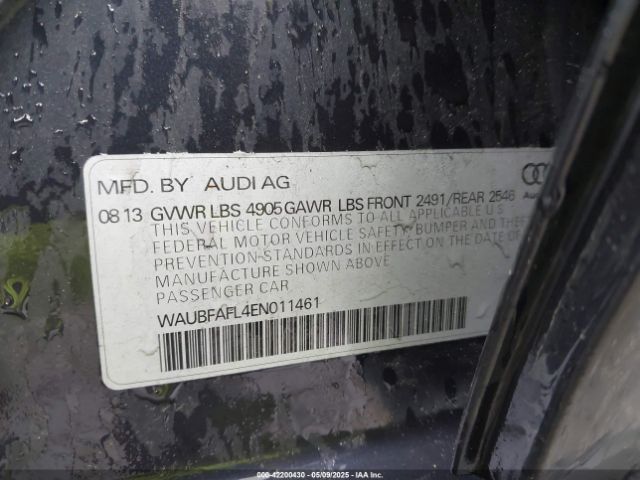 MFD. BY AUDI AG
08 13 GVWR LBS 4905 GAWR LBS FRONT 2491/REAR 2546
THIS VEHICLE CONFORMS TO ALL APPLICABLE U S
FEDERAL MOTOR VEHICLE SAFETY, BUMPER AND THEFT
PREVENTION-STANDARDS IN EFFECT ON THE DATE OF
MANUFACTURE SHOWN ABOVE
PASSENGER CAR
WAUBFAFL4EN011461
000-42200430 - 05/09/2025 - IAA Inc.